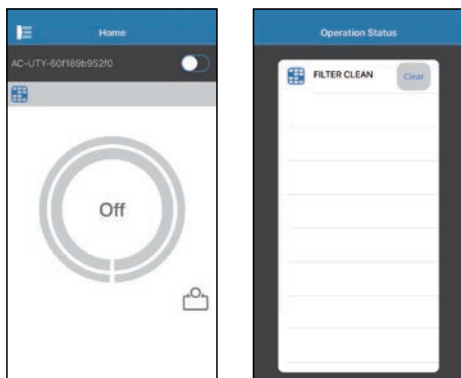 Home
AC-UTY-60f189b952f0
Off
Operation Status
FILTER CLEAN
Clear